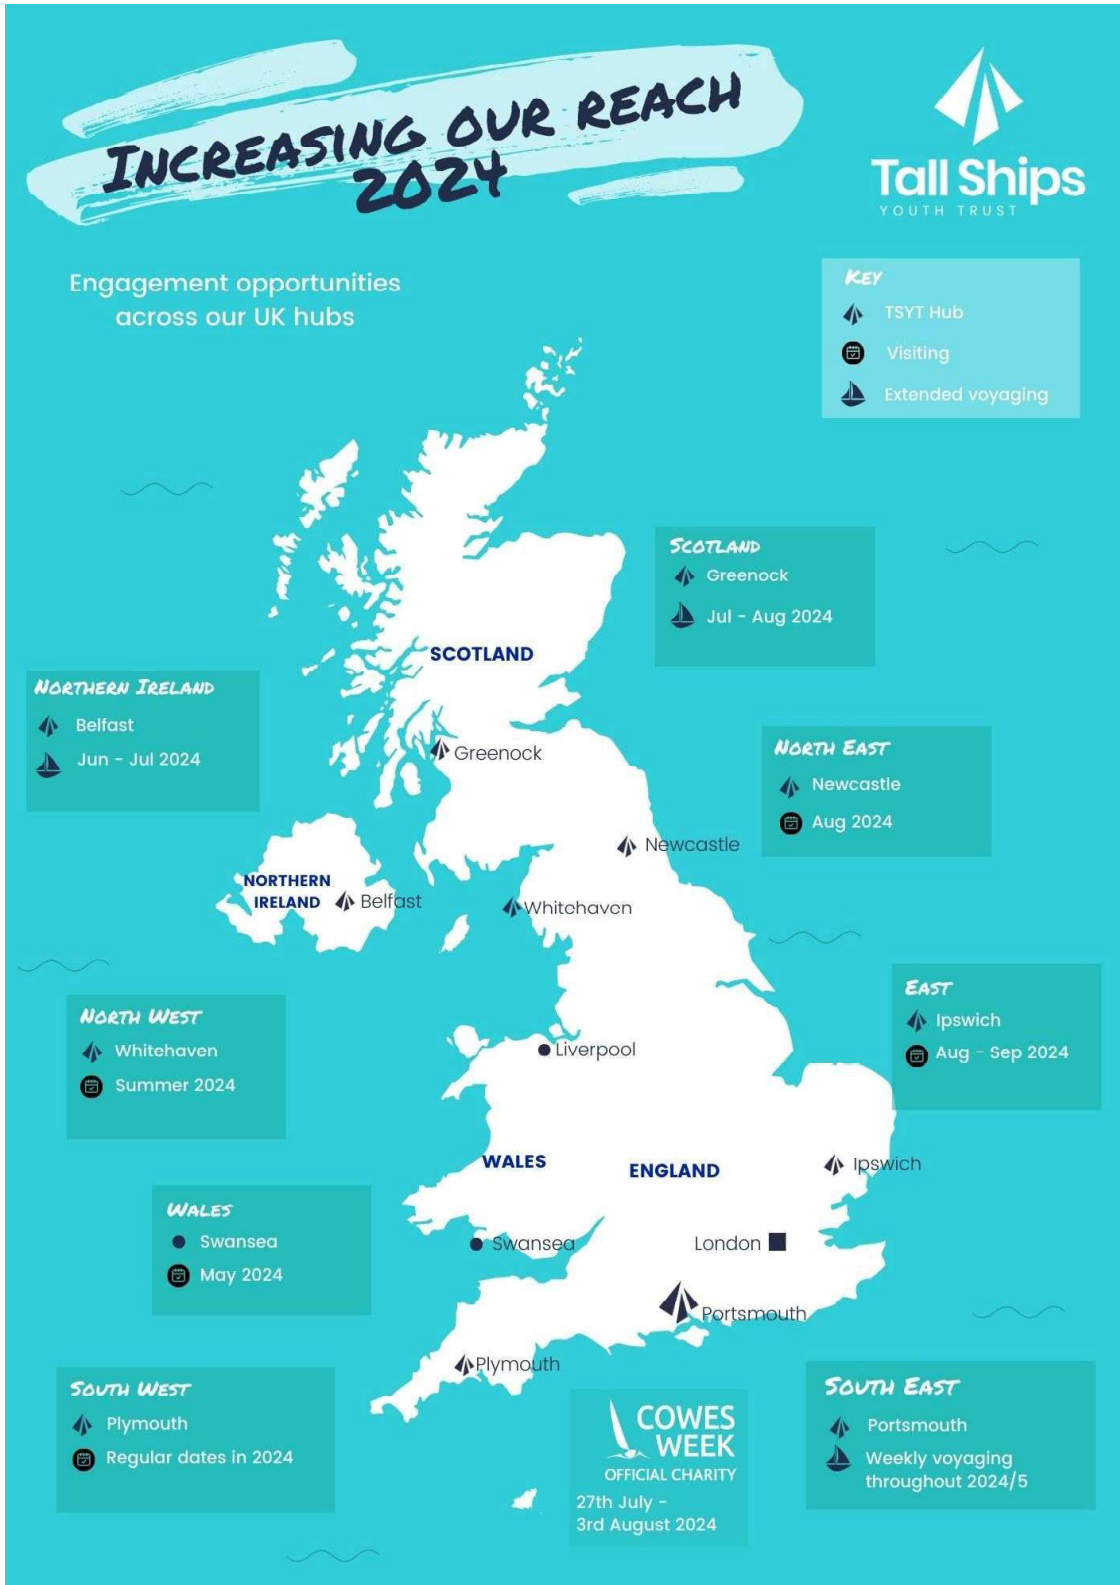 INCREASING OUR REACH
2024
Tall Ships
YOUTH TRUST
Engagement opportunities
across our UK hubs
KEY
TSYT Hub
Visiting
Extended voyaging
SCOTLAND
Greenock
Jul - Aug 2024
SCOTLAND
NORTHERN IRELAND
Belfast
Jun - Jul 2024
Greenock
NORTH EAST
Newcastle
Aug 2024
Newcastle
NORTHERN
IRELAND
Belfast
Whitehaven
NORTH WEST
Whitehaven
Summer 2024
EAST
Ipswich
Aug - Sep 2024
Liverpool
WALES
ENGLAND
Ipswich
WALES
Swansea
May 2024
Swansea
London
Portsmouth
Plymouth
SOUTH WEST
Plymouth
Regular dates in 2024
COWES
WEEK
OFFICIAL CHARITY
27th July -
3rd August 2024
SOUTH EAST
Portsmouth
Weekly voyaging
throughout 2024/5